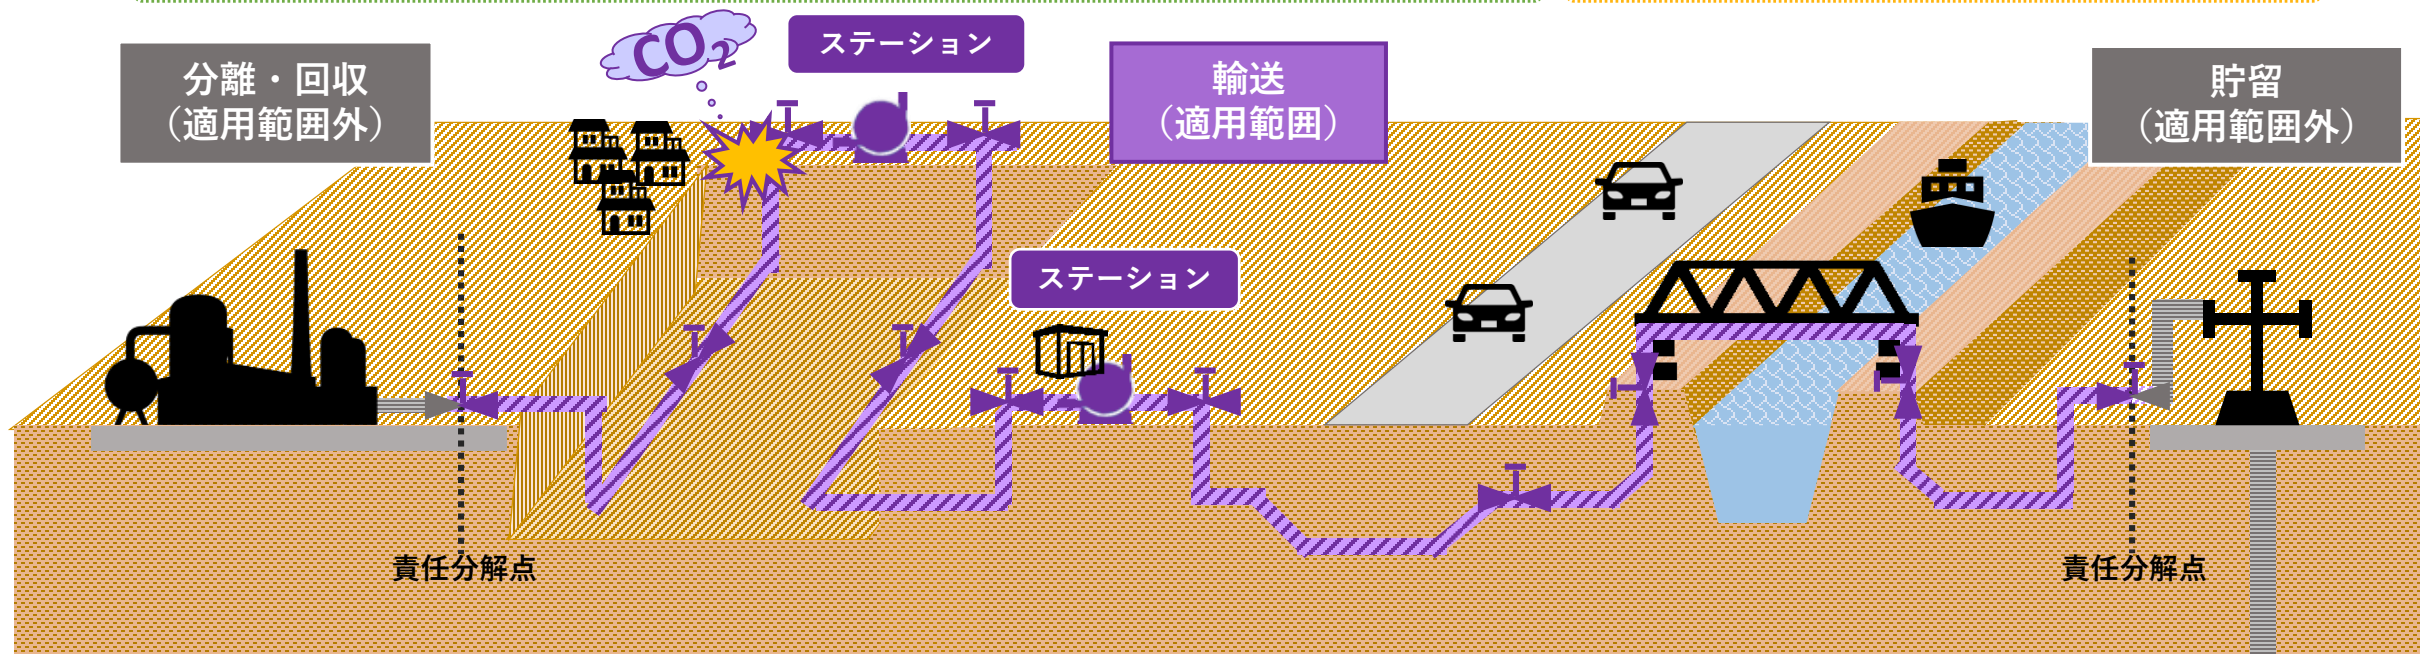 分離・回収
（適用範囲外）
CO2
ステーション
輸送
（適用範囲）
貯留
（適用範囲外）
ステーション
責任分解点
責任分解点